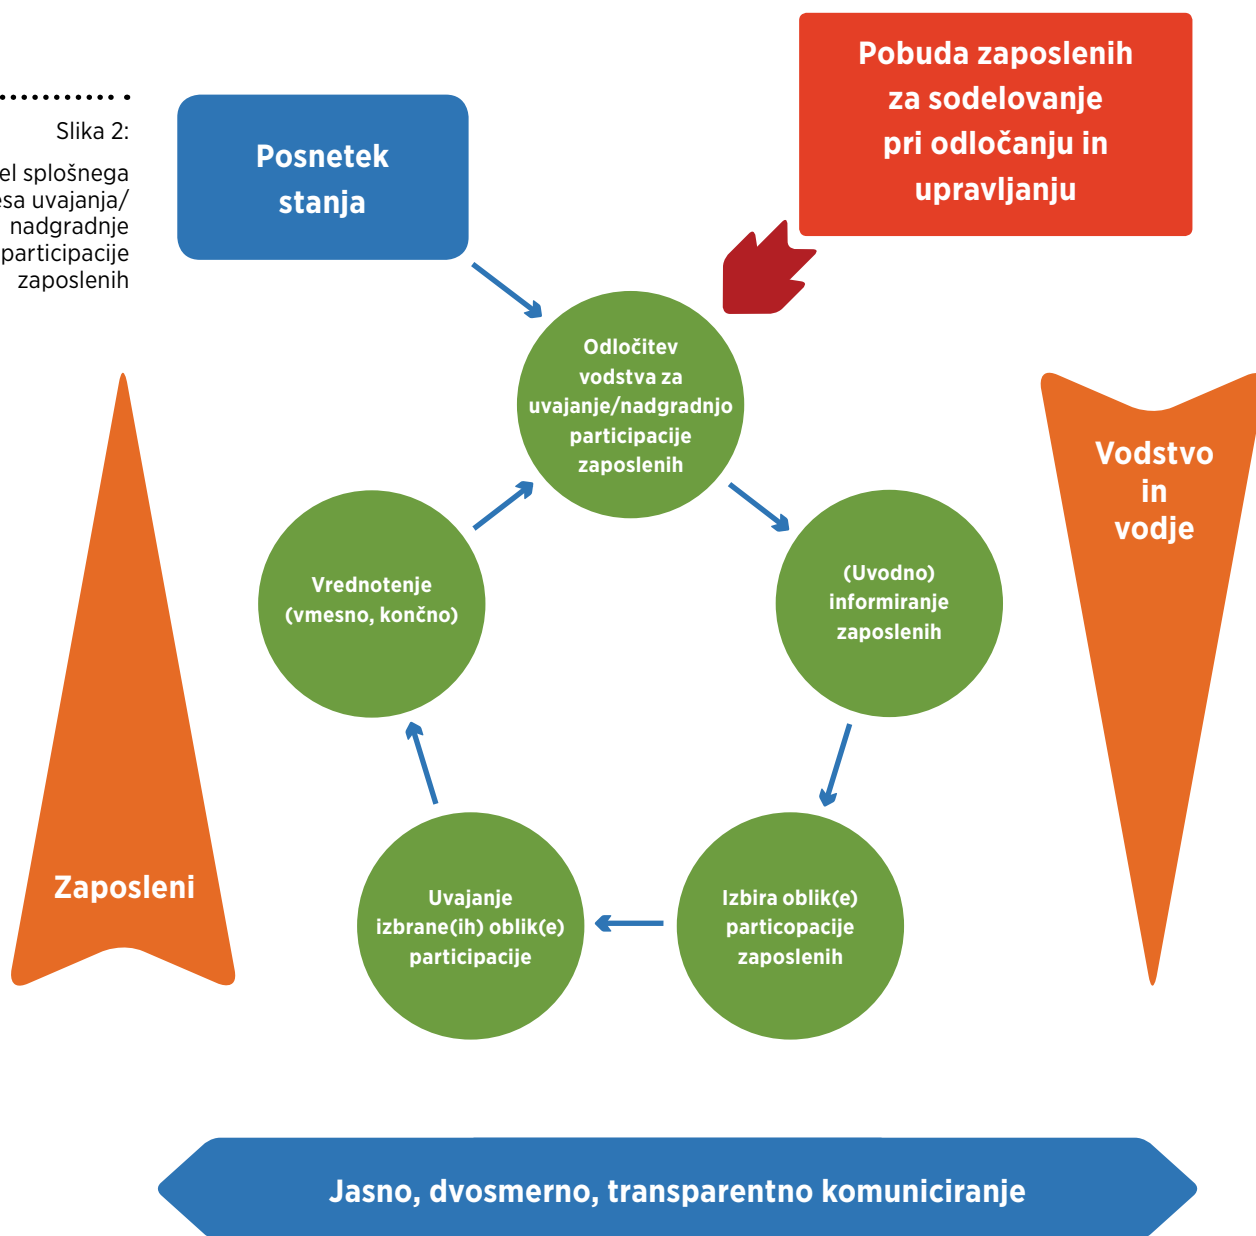 Slika 2:
el splošnega
esa uvajanja/
nadgradnje
participacije
zaposlenih
Posnetek
stanja
Pobuda zaposlenih
za sodelovanje
pri odločanju in
upravljanju
Odločitev
vodstva za
uvajanje/nadgradnjo
participacije
zaposlenih
Vodstvo
in
vodje
Vrednotenje
(vmesno, končno)
(Uvodno)
informiranje
zaposlenih
Zaposleni
Uvajanje
izbrane(ih) oblik(e)
participacije
Izbira oblik(e)
particopacije
zaposlenih
Jasno, dvosmerno, transparentno komuniciranje